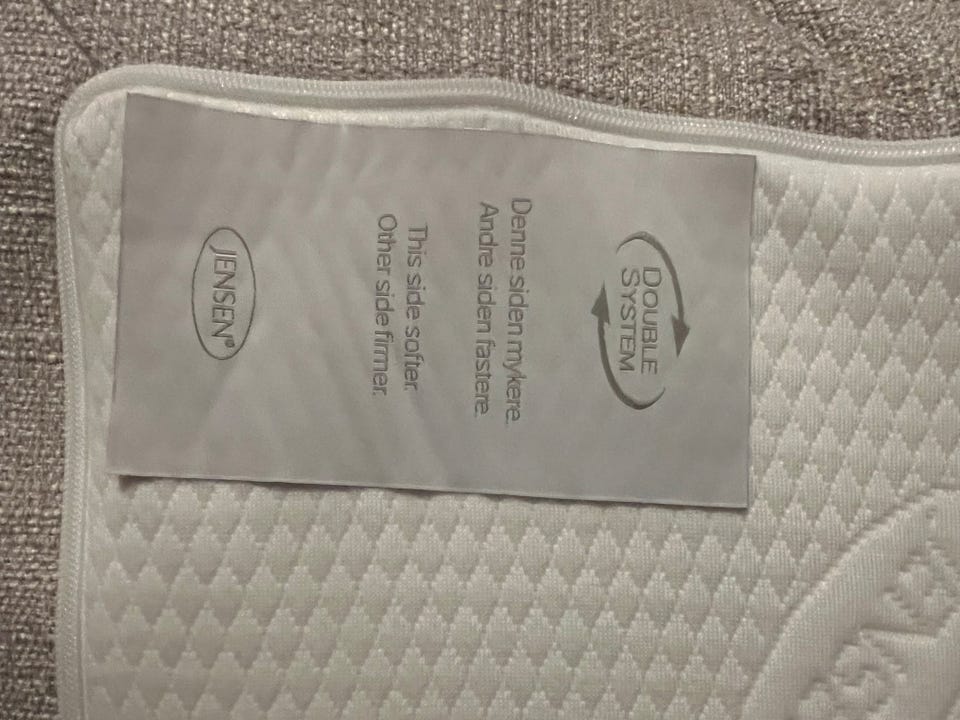 DOUBLE
SYSTEM
Denne siden mykere.
Andre siden fastere.
This side softer.
Other side firmer.
JENSEN®